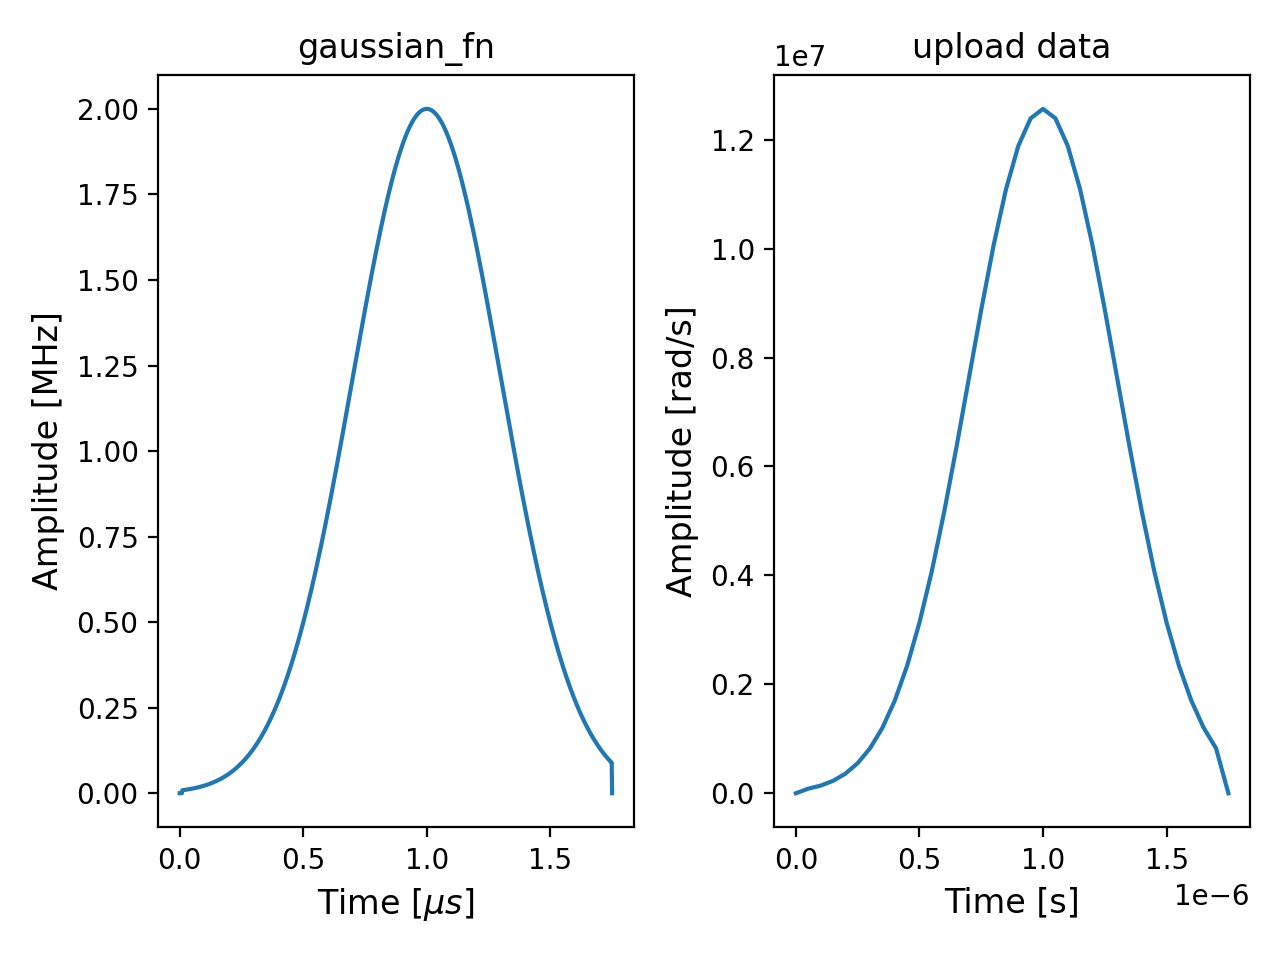 gaussian_fn
2.00
1.75
1.50
1.25
1.00
0.75
0.50
0.25
0.00
Amplitude [MHz]
0.0 0.5 1.0 1.5
Time [μs]
upload data
1e7
1.2
1.0
0.8
0.6
0.4
0.2
0.0
Amplitude [rad/s]
0.0 0.5 1.0 1.5
1e−6
Time [s]